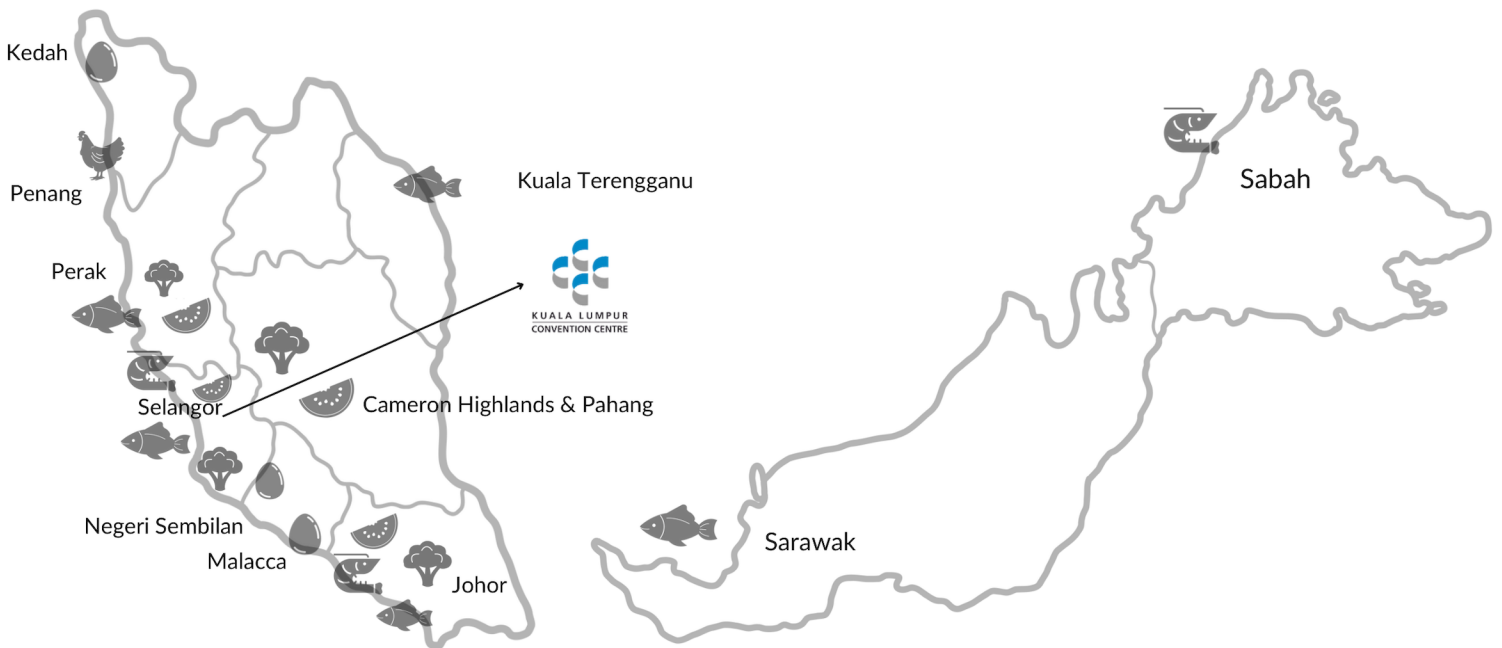 Kedah
Penang
Kuala Terengganu
Sabah
Perak
KUALA LUMPUR
CONVENTION CENTRE
Selangor
Cameron Highlands & Pahang
Negeri Sembilan
Malacca
Johor
Sarawak